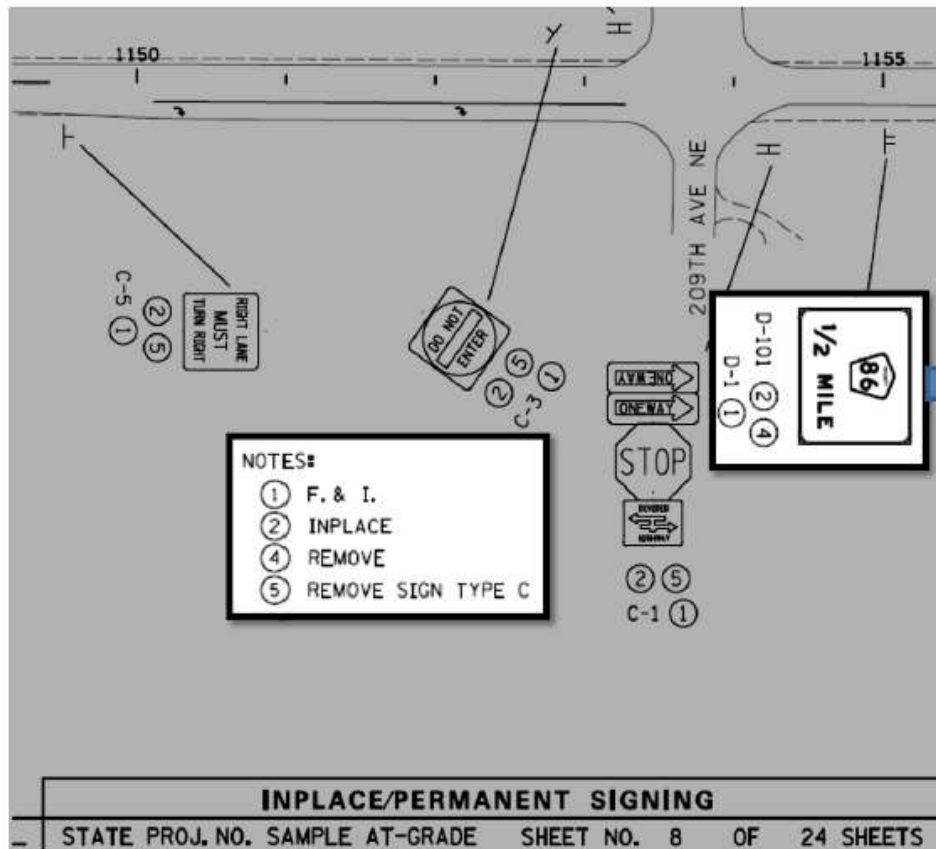 1150
1155
209TH AVE NE
C-5 ①
② ⑤
RIGHT LANE
MUST
TURN RIGHT
DO NOT
ENTER
② ⑤
C-3 ①
ONE WAY
ONE WAY
STOP
DIVIDED
HIGHWAY
② ⑤
C-1 ①
86
1/2 MILE
D-101 ② ④
D-1 ①
NOTES:
① F. & I.
② INPLACE
④ REMOVE
⑤ REMOVE SIGN TYPE C
INPLACE/PERMANENT SIGNING
STATE PROJ. NO. SAMPLE AT-GRADE SHEET NO. 8 OF 24 SHEETS